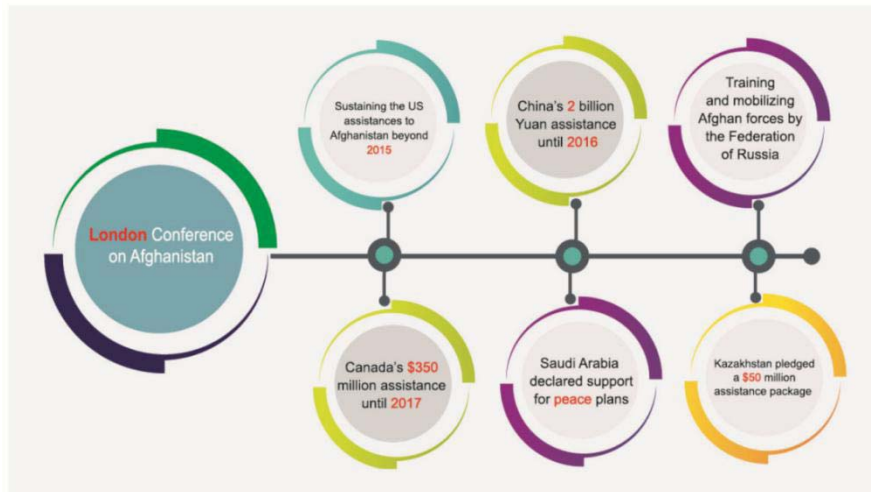 London Conference
on Afghanistan
Sustaining the US
assistances to
Afghanistan beyond
2015
China's 2 billion
Yuan assistance
until 2016
Training
and mobilizing
Afghan forces by
the Federation
of Russia
Canada's $350
million assistance
until 2017
Saudi Arabia
declared support
for peace plans
Kazakhstan pledged
a $50 million
assistance package